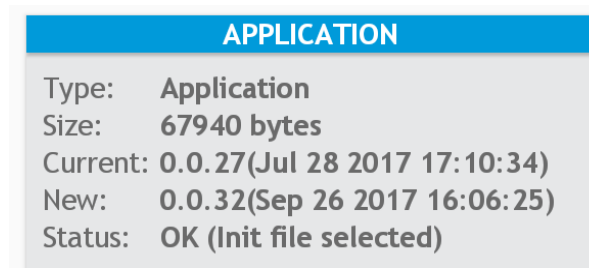 APPLICATION
Type: Application
Size: 67940 bytes
Current: 0.0.27(Jul 28 2017 17:10:34)
New: 0.0.32(Sep 26 2017 16:06:25)
Status: OK (Init file selected)